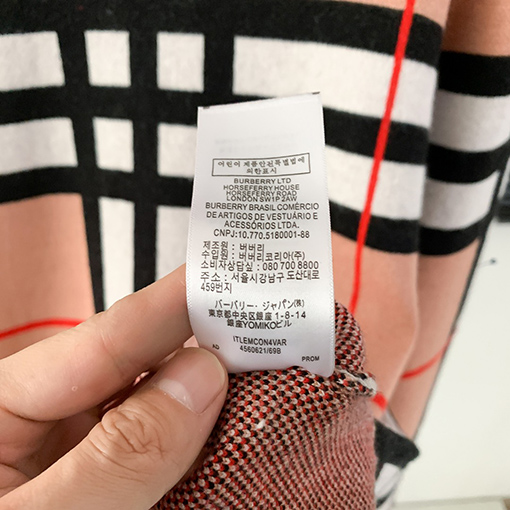 어린이 제품안전특별법에
의한표시
BURBERRY LTD
HORSEFERRY HOUSE
HORSEFERRY ROAD
LONDON SW1P 2AW
BURBERRY BRASIL COMÉRCIO
DE ARTIGOS DE VESTUÁRIO E
ACESSÓRIOS LTDA.
CNPJ:10.770.5180001-88
제조원 : 버버리
수입원 : 버버리코리아(주)
소비자상담실 : 080 700 8800
주소 : 서울시강남구 도산대로
459번지
バーバリー・ジャパン(株)
東京都中央区銀座1-8-14
銀座YOMIKOビル
ITLEMCON4VAR
AD 4560621/69B PROM